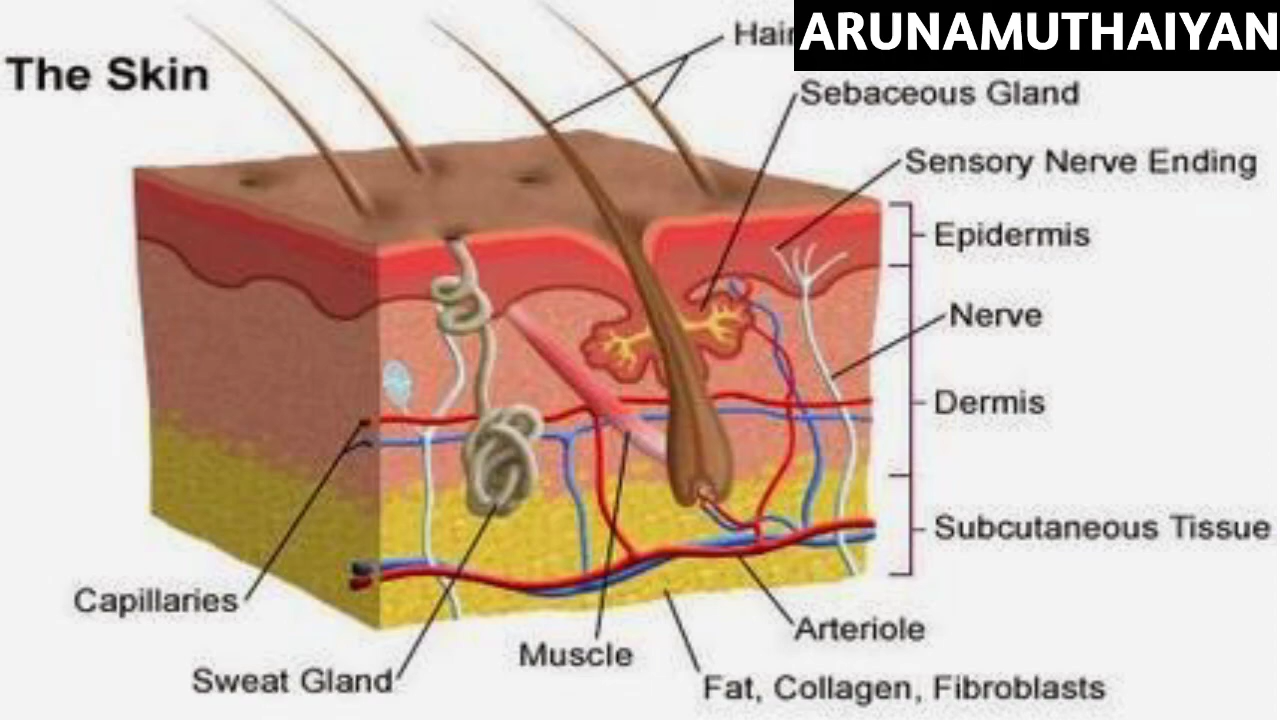 ARUNAMUTHAIYAN
The Skin
Hair
Sebaceous Gland
Sensory Nerve Ending
Epidermis
Nerve
Dermis
Subcutaneous Tissue
Capillaries
Arteriole
Muscle
Sweat Gland
Fat, Collagen, Fibroblasts